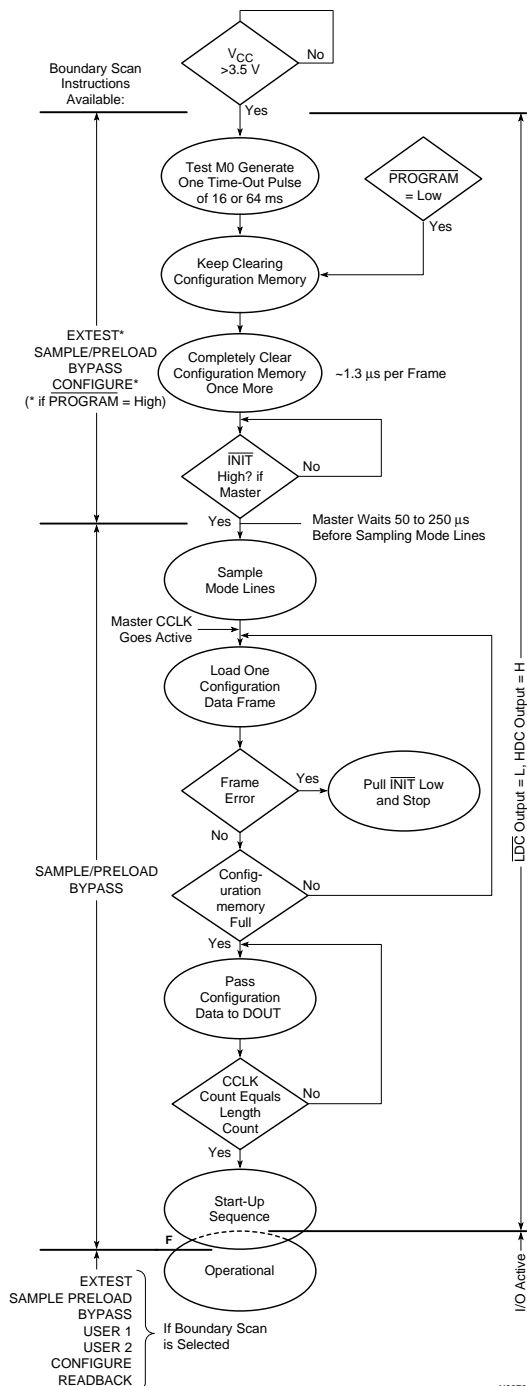 V̅CC
>3.5 V
No
Boundary Scan
Instructions
Available:
Yes
Test M0 Generate
One Time-Out Pulse
of 16 or 64 ms
PROGRAM
= Low
Yes
Keep Clearing
Configuration Memory
EXTEST*
SAMPLE/PRELOAD
BYPASS
CONFIGURE*
(* if PROGRAM = High)
Completely Clear
Configuration Memory
Once More
~1.3 μs per Frame
INIT
High? if
Master
No
Yes
Master Waits 50 to 250 μs
Before Sampling Mode Lines
Sample
Mode Lines
Master CCLK
Goes Active
Load One
Configuration
Data Frame
LDC Output = L, HDC Output = H
Frame
Error
Yes
Pull INIT Low
and Stop
No
SAMPLE/PRELOAD
BYPASS
Config-
uration
memory
Full
No
Yes
Pass
Configuration
Data to DOUT
CCLK
Count Equals
Length
Count
No
Yes
Start-Up
Sequence
F
Operational
I/O Active
EXTEST
SAMPLE PRELOAD
BYPASS
USER 1
USER 2
CONFIGURE
READBACK
If Boundary Scan
is Selected